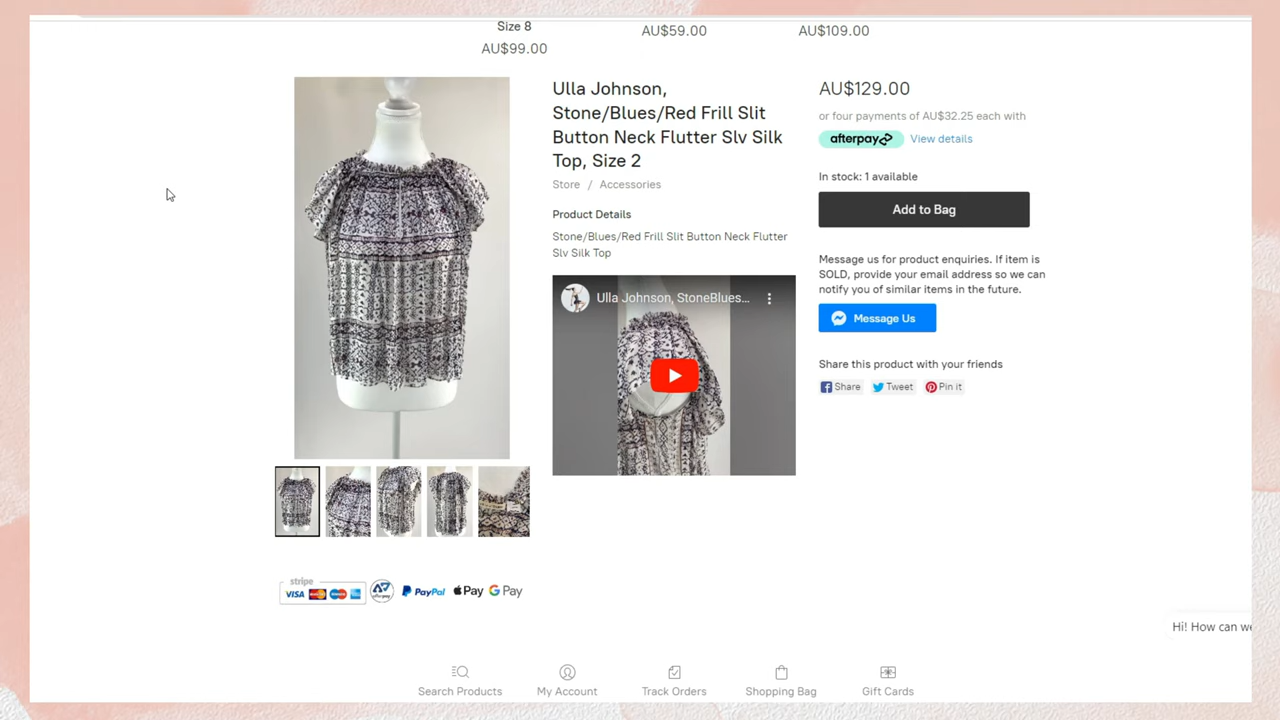 Size 8
AU$99.00
AU$59.00
AU$109.00
Ulla Johnson,
Stone/Blues/Red Frill Slit
Button Neck Flutter Slv Silk
Top, Size 2
Store / Accessories
Product Details
Stone/Blues/Red Frill Slit Button Neck Flutter
Slv Silk Top
Ulla Johnson, StoneBlues...
AU$129.00
or four payments of AU$32.25 each with
afterpay View details
In stock: 1 available
Add to Bag
Message us for product enquiries. If item is
SOLD, provide your email address so we can
notify you of similar items in the future.
Message Us
Share this product with your friends
Share Tweet Pin it
stripe
VISA
afterpay
PayPal
Pay
G Pay
Hi! How can we
Search Products
My Account
Track Orders
Shopping Bag
Gift Cards